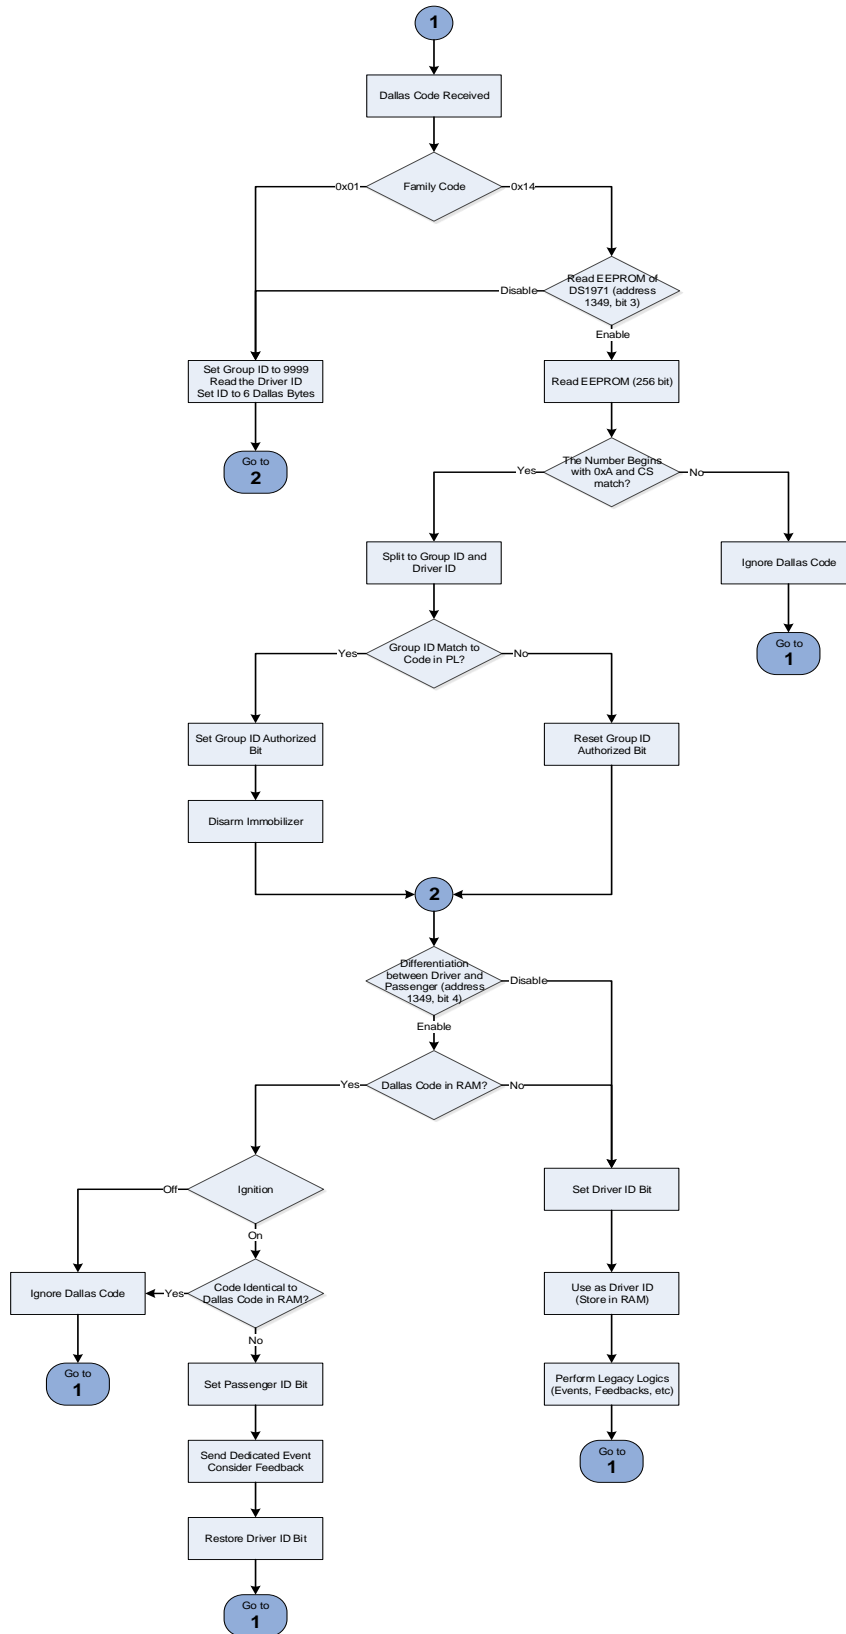 1
Dallas Code Received
Family Code
0x01
0x14
Read EEPROM of
DS1971 (address
1349, bit 3)
Disable
Enable
Set Group ID to 9999
Read the Driver ID
Set ID to 6 Dallas Bytes
Read EEPROM (256 bit)
Go to
2
The Number Begins
with 0xA and CS
match?
Yes
No
Split to Group ID and
Driver ID
Ignore Dallas Code
Go to
1
Group ID Match to
Code in PL?
Yes
No
Set Group ID Authorized
Bit
Reset Group ID
Authorized Bit
Disarm Immobilizer
2
Differentiation
between Driver and
Passenger (address
1349, bit 4)
Disable
Enable
Dallas Code in RAM?
Yes
No
Ignition
Off
On
Set Driver ID Bit
Code Identical to
Dallas Code in RAM?
Yes
No
Ignore Dallas Code
Use as Driver ID
(Store in RAM)
Go to
1
Set Passenger ID Bit
Perform Legacy Logics
(Events, Feedbacks, etc)
Send Dedicated Event
Consider Feedback
Go to
1
Restore Driver ID Bit
Go to
1